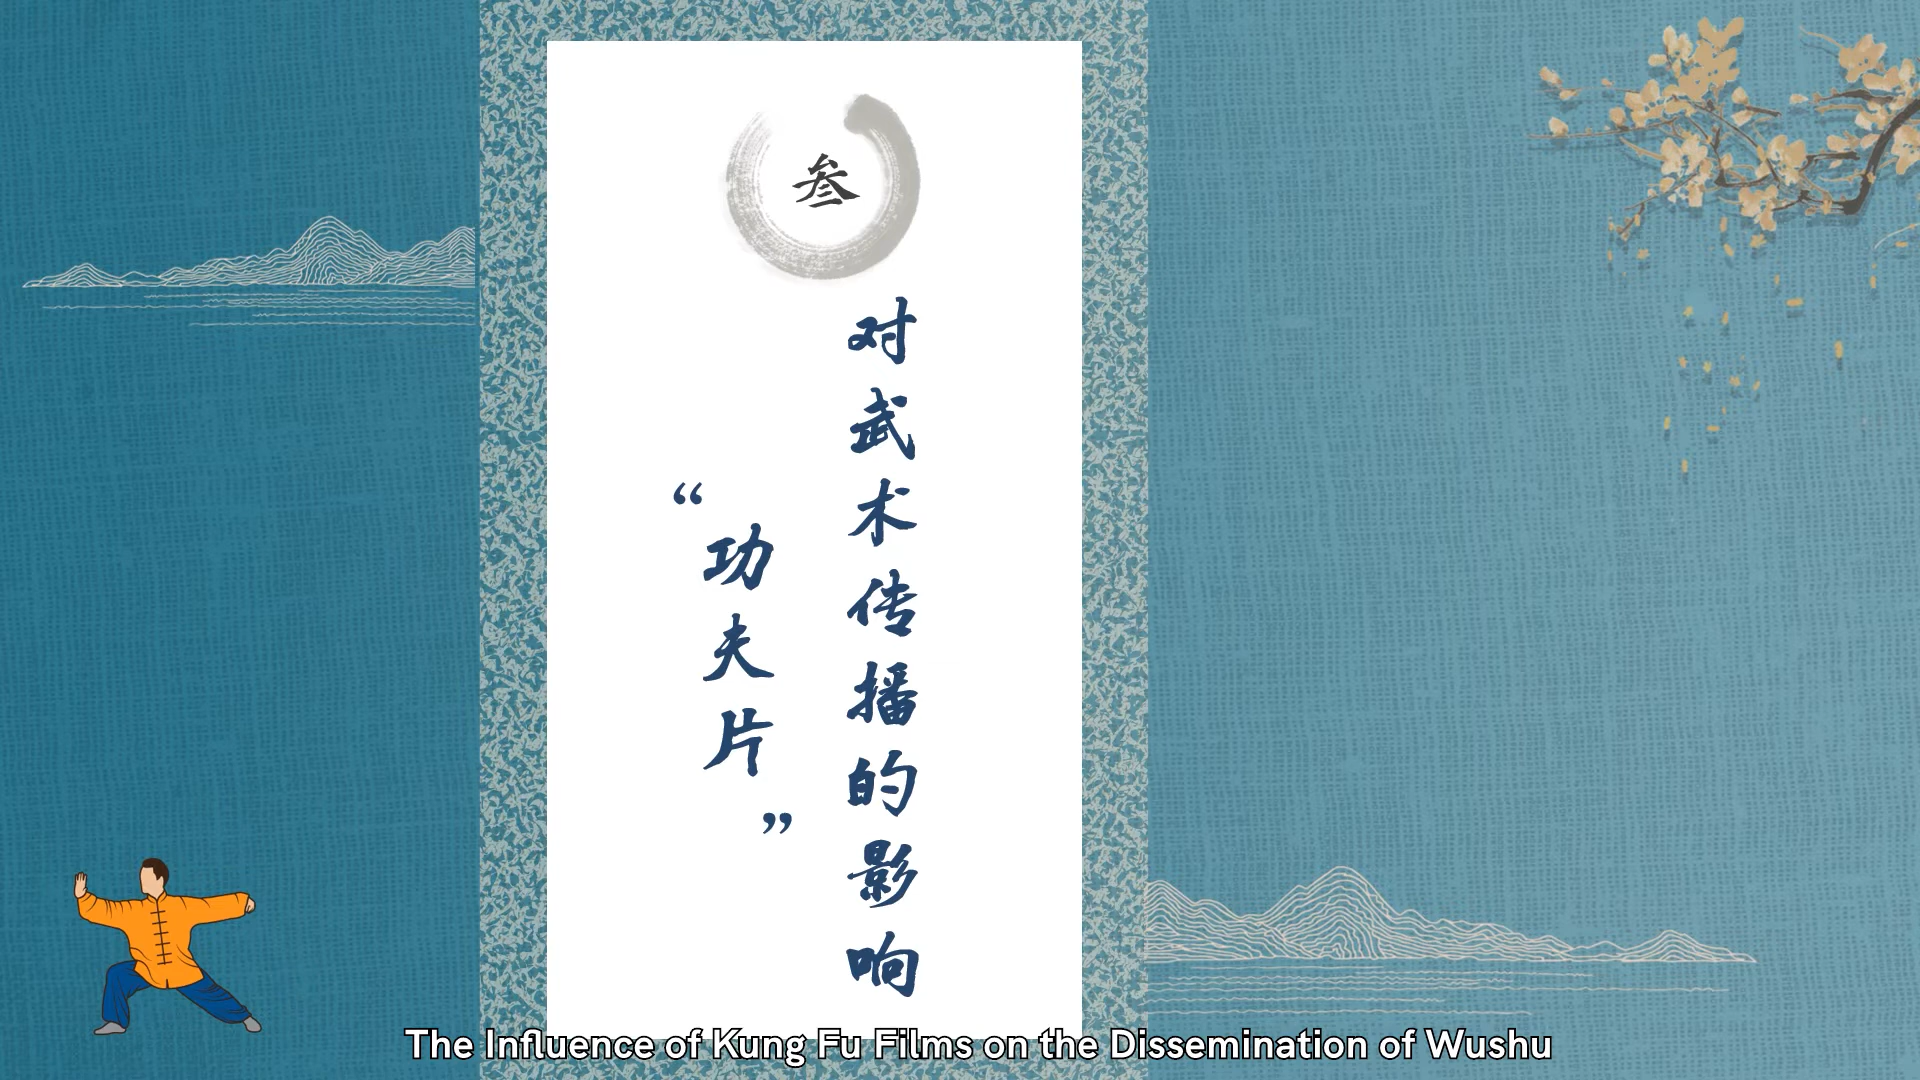 叁
“功夫片”
对武术传播的影响
The Influence of Kung Fu Films on the Dissemination of Wushu